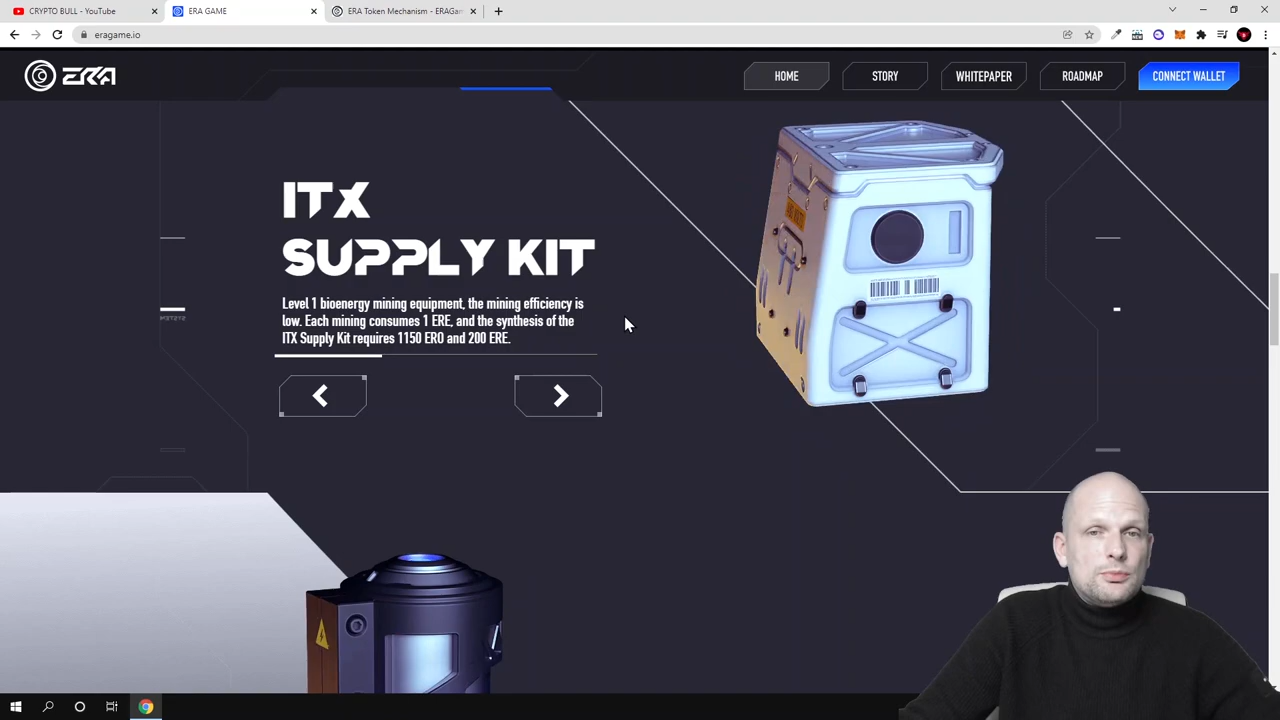 CRYPTO BULL - YouTube
ERA GAME
ERA Token Mechanism - ERAGam
eragame.io
ERA
HOME
STORY
WHITEPAPER
ROADMAP
CONNECT WALLET
ITX
SUPPLY KIT
Level 1 bioenergy mining equipment, the mining efficiency is
low. Each mining consumes 1 ERE, and the synthesis of the
ITX Supply Kit requires 1150 ERO and 200 ERE.